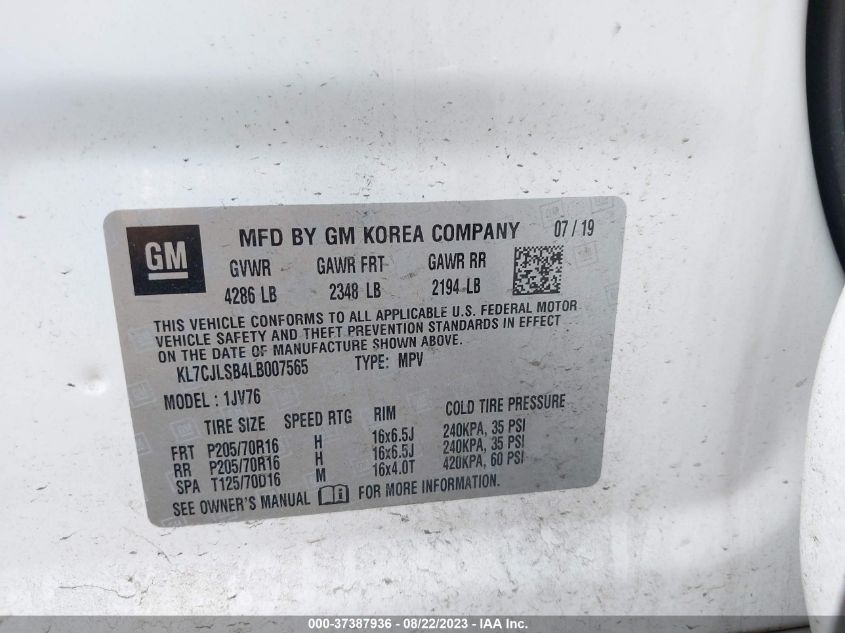 GM
MFD BY GM KOREA COMPANY 07 / 19
GVWR GAWR FRT GAWR RR
4286 LB 2348 LB 2194 LB
THIS VEHICLE CONFORMS TO ALL APPLICABLE U.S. FEDERAL MOTOR
VEHICLE SAFETY AND THEFT PREVENTION STANDARDS IN EFFECT
ON THE DATE OF MANUFACTURE SHOWN ABOVE.
KL7CJLSB4LB007565 TYPE: MPV
MODEL : 1JV76
TIRE SIZE SPEED RTG RIM COLD TIRE PRESSURE
FRT P205/70R16 H 16x6.5J 240KPA, 35 PSI
RR P205/70R16 H 16x6.5J 240KPA, 35 PSI
SPA T125/70D16 M 16x4.0T 420KPA, 60 PSI
SEE OWNER'S MANUAL FOR MORE INFORMATION.
000-37387936 - 08/22/2023 - IAA Inc.